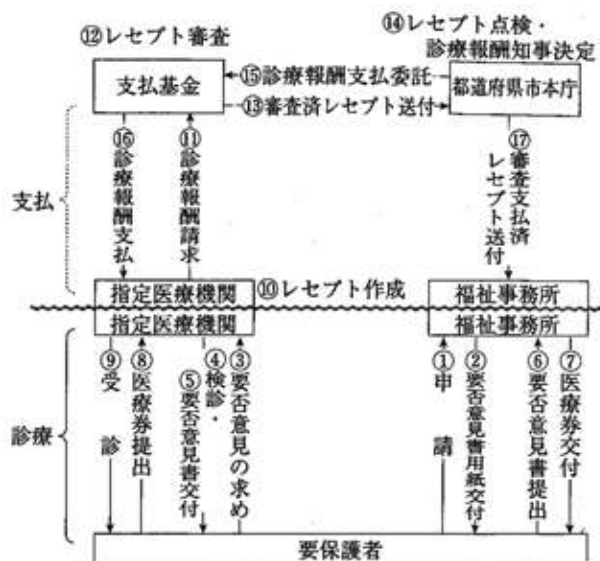 ⑫レセプト審査
⑭レセプト点検・
診療報酬知事決定
支払基金
⑮診療報酬支払委託
⑬審査済レセプト送付
都道府県市本庁
支払
⑯診療報酬支払
⑪診療報酬請求
⑰審査支払済
レセプト送付
指定医療機関
⑩レセプト作成
福祉事務所
指定医療機関
福祉事務所
診療
⑨受診
⑧医療券提出
④検診・
⑤要否意見書交付
③要否意見の求め
①申請
②要否意見書用紙交付
⑥要否意見書提出
⑦医療券交付
要保護者